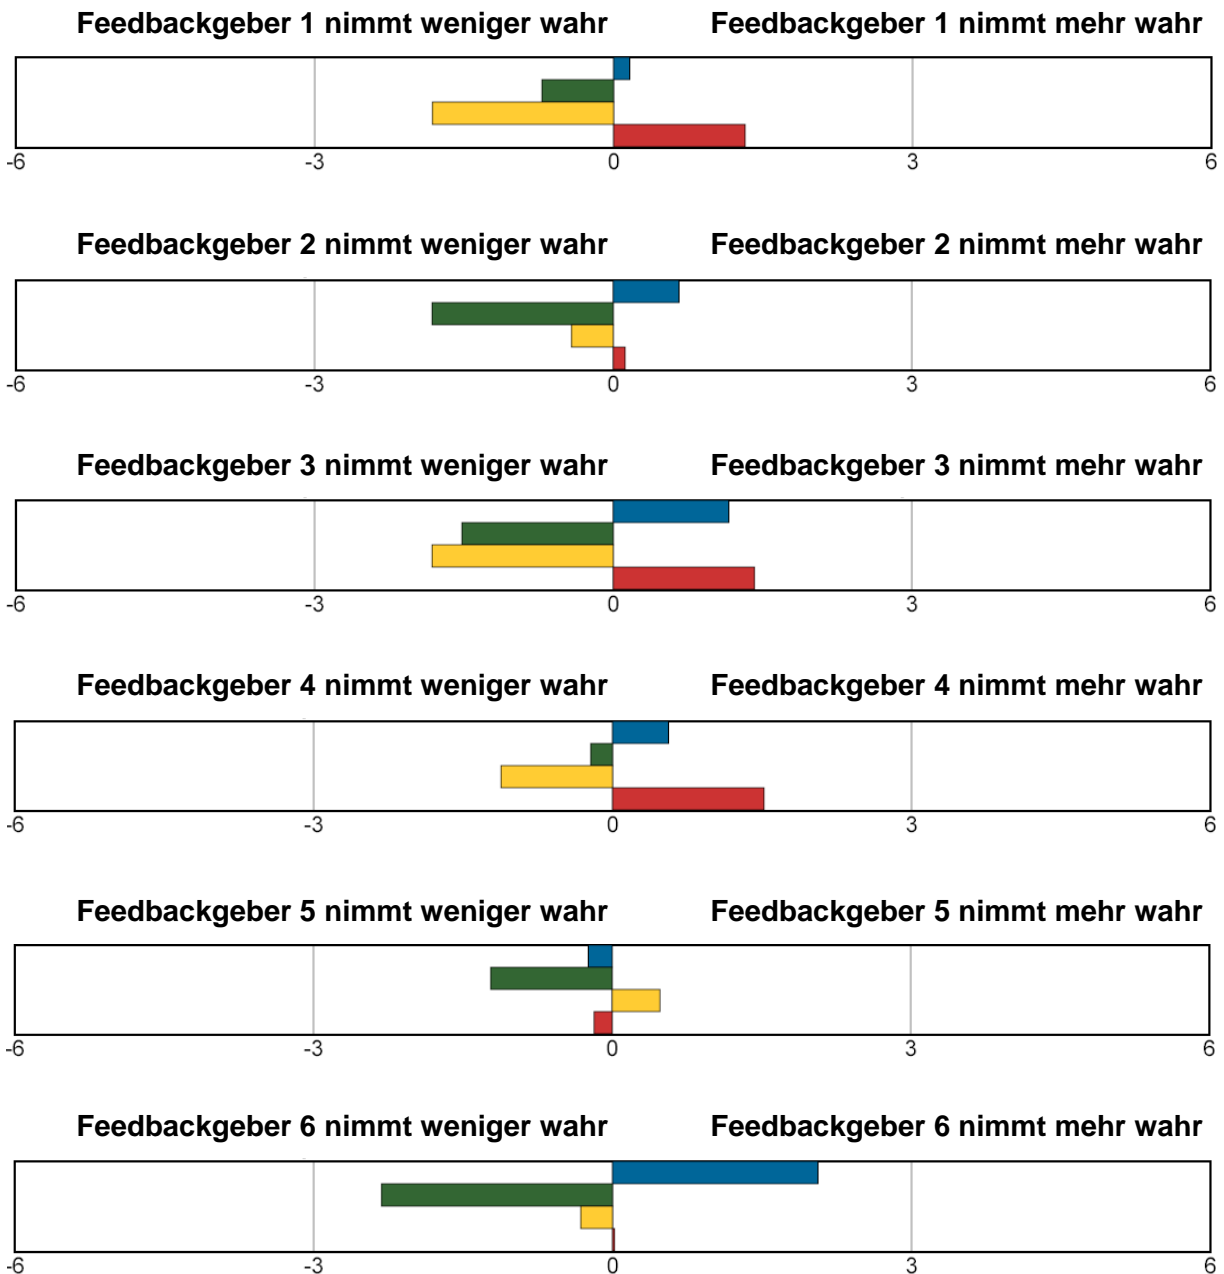 Feedbackgeber 1 nimmt weniger wahr Feedbackgeber 1 nimmt mehr wahr
-6 -3 0 3 6
Feedbackgeber 2 nimmt weniger wahr Feedbackgeber 2 nimmt mehr wahr
-6 -3 0 3 6
Feedbackgeber 3 nimmt weniger wahr Feedbackgeber 3 nimmt mehr wahr
-6 -3 0 3 6
Feedbackgeber 4 nimmt weniger wahr Feedbackgeber 4 nimmt mehr wahr
-6 -3 0 3 6
Feedbackgeber 5 nimmt weniger wahr Feedbackgeber 5 nimmt mehr wahr
-6 -3 0 3 6
Feedbackgeber 6 nimmt weniger wahr Feedbackgeber 6 nimmt mehr wahr
-6 -3 0 3 6